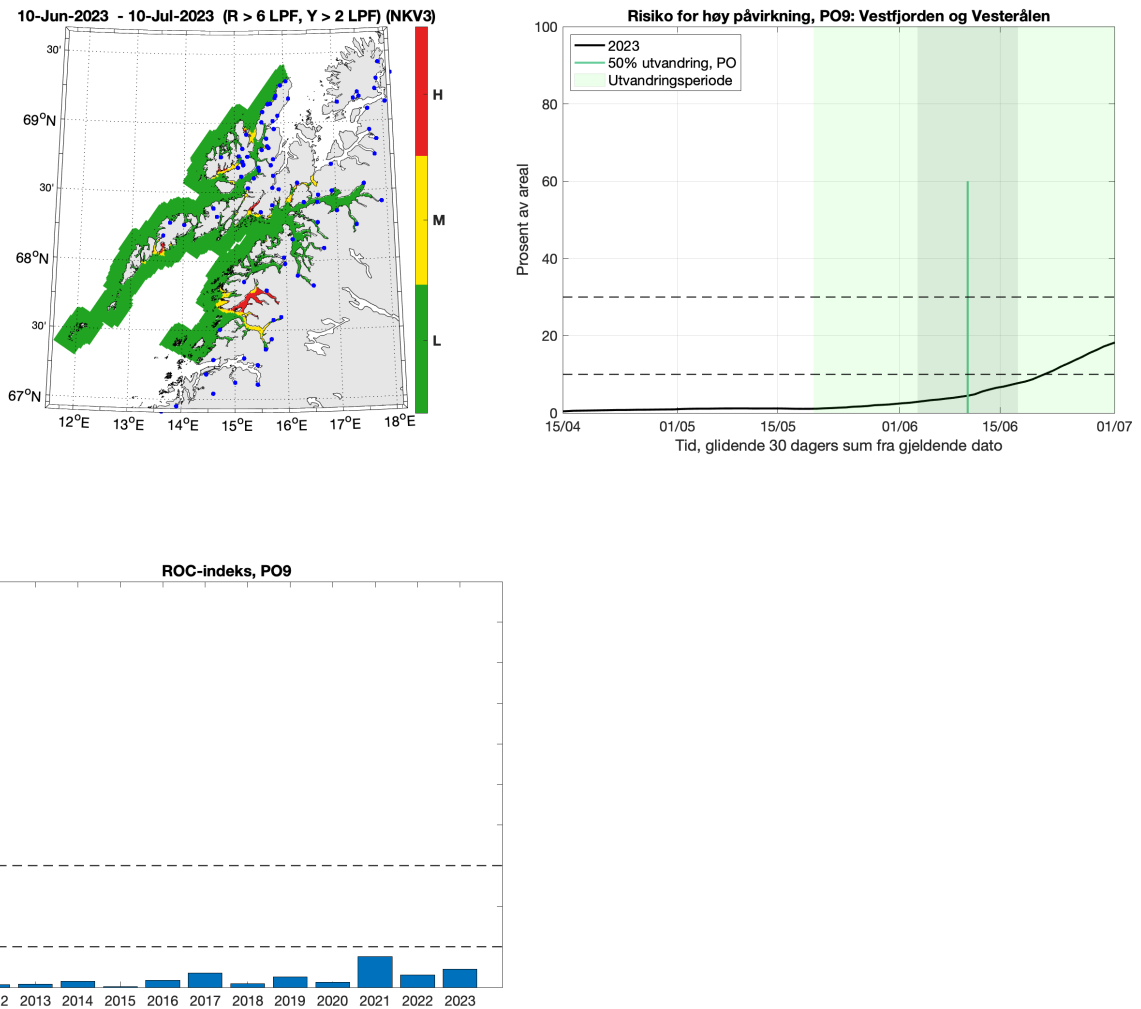 10-Jun-2023 - 10-Jul-2023 (R > 6 LPF, Y > 2 LPF) (NKV3)
30'
69°N
30'
68°N
30'
67°N
12°E 13°E 14°E 15°E 16°E 17°E 18°E
H
M
L
Risiko for høy påvirkning, PO9: Vestfjorden og Vesterålen
2023
50% utvandring, PO
Utvandringsperiode
Prosent av areal
100
80
60
40
20
0
15/04 01/05 15/05 01/06 15/06 01/07
Tid, glidende 30 dagers sum fra gjeldende dato
ROC-indeks, PO9
2 2013 2014 2015 2016 2017 2018 2019 2020 2021 2022 2023